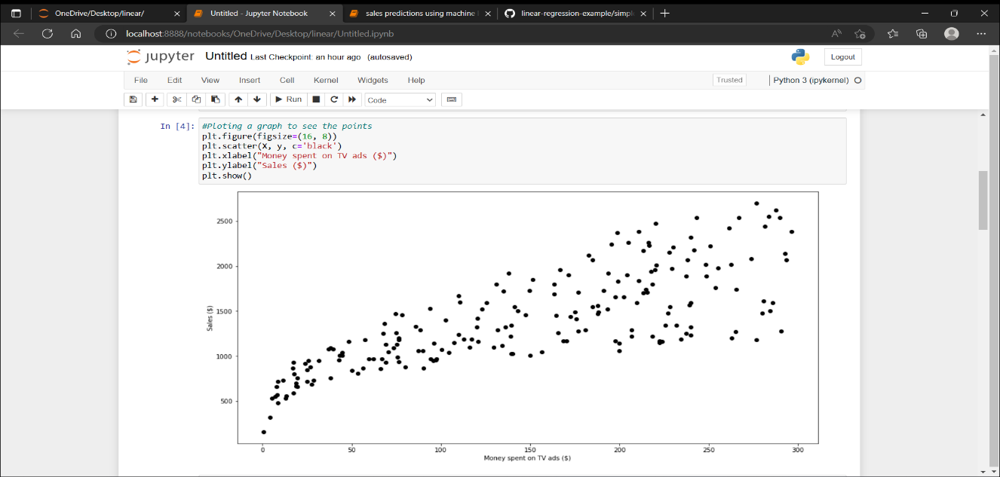 OneDrive/Desktop/linear/
Untitled - Jupyter Notebook
sales predictions using machine
linear-regression-example/simpl
localhost:8888/notebooks/OneDrive/Desktop/linear/Untitled.ipynb
jupyter Untitled Last Checkpoint: an hour ago (autosaved)
Logout
File Edit View Insert Cell Kernel Widgets Help
Trusted
Python 3 (ipykernel)
Run
Code
In [4]:
#Ploting a graph to see the points
plt.figure(figsize=(16, 8))
plt.scatter(X, y, c='black')
plt.xlabel("Money spent on TV ads ($)")
plt.ylabel("Sales ($)")
plt.show()
2500
2000
1500
1000
500
Sales ($)
0 50 100 150 200 250 300
Money spent on TV ads ($)